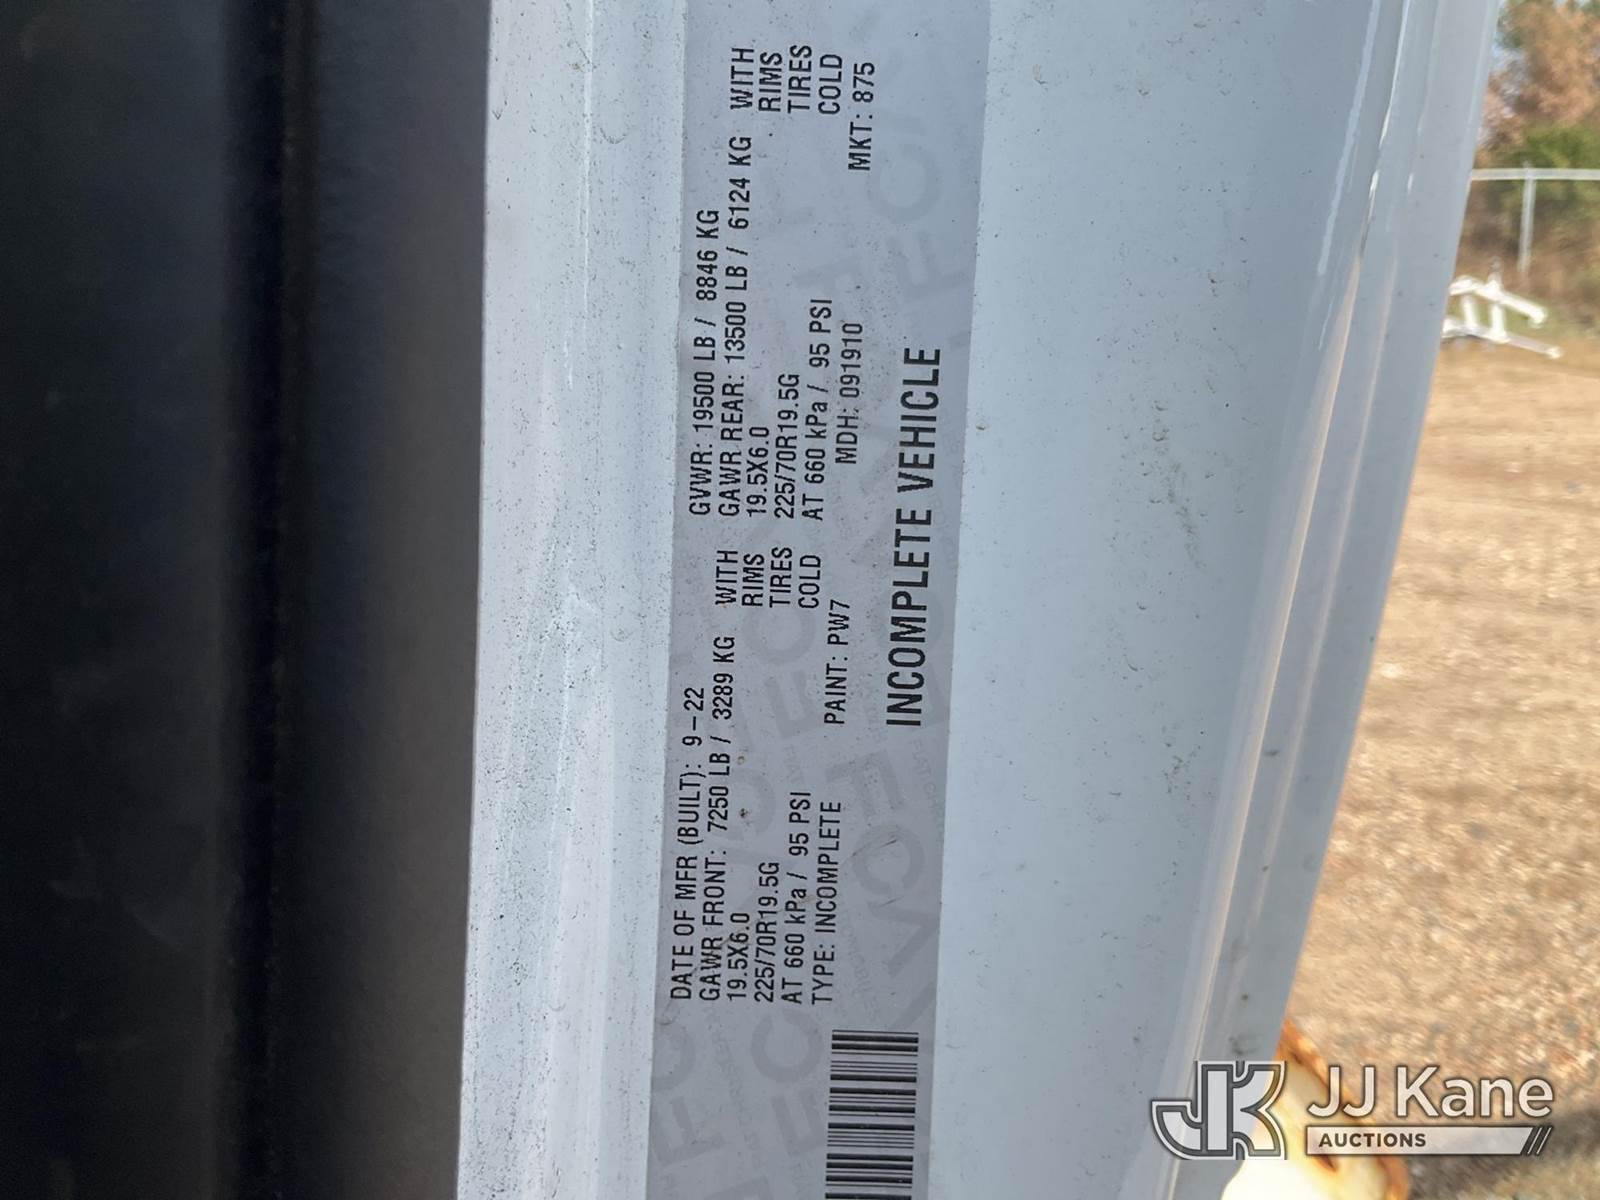 DATE OF MFR (BUILT): 9-22 GVWR: 19500 LB / 8846 KG
GAWR FRONT: 7250 LB / 3289 KG WITH GAWR REAR: 13500 LB / 6124 KG WITH
19.5X6.0 RIMS 19.5X6.0 RIMS
225/70R19.5G TIRES 225/70R19.5G TIRES
AT 660 kPa / 95 PSI COLD AT 660 kPa / 95 PSI COLD
TYPE: INCOMPLETE PAINT: PW7 MDH: 091910 MKT: 875
INCOMPLETE VEHICLE
JK JJ Kane
AUCTIONS